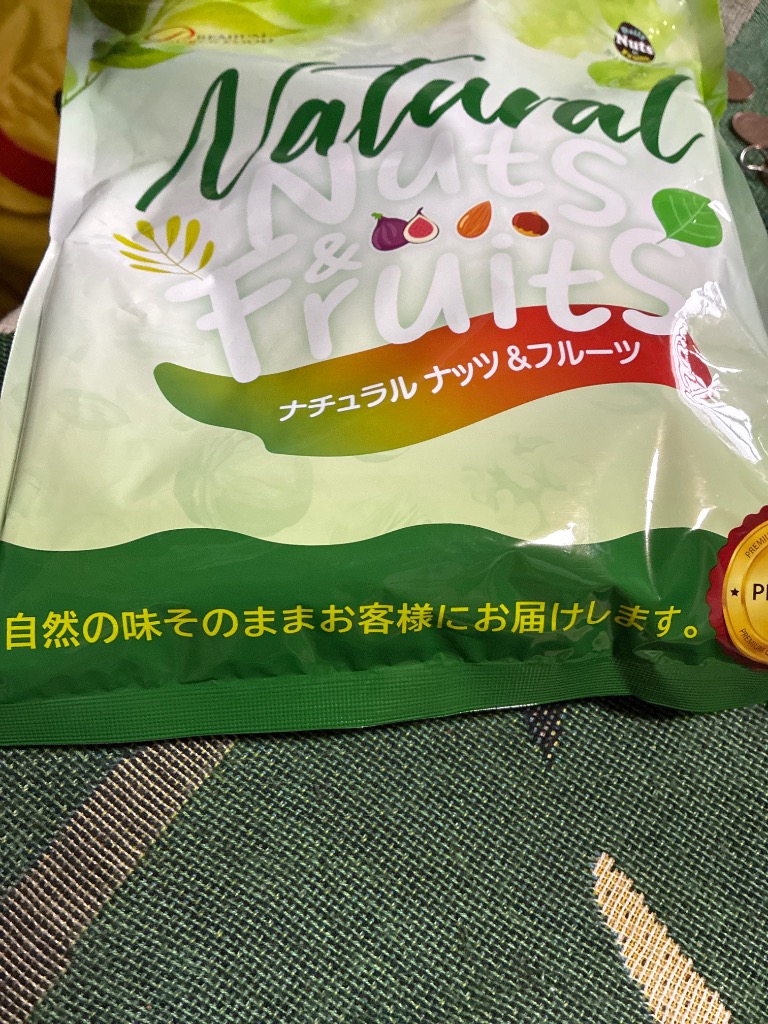 Nuts
Natural
Nuts
&
Fruits
ナチュラル ナッツ&フルーツ
自然の味そのままお客様にお届けします。